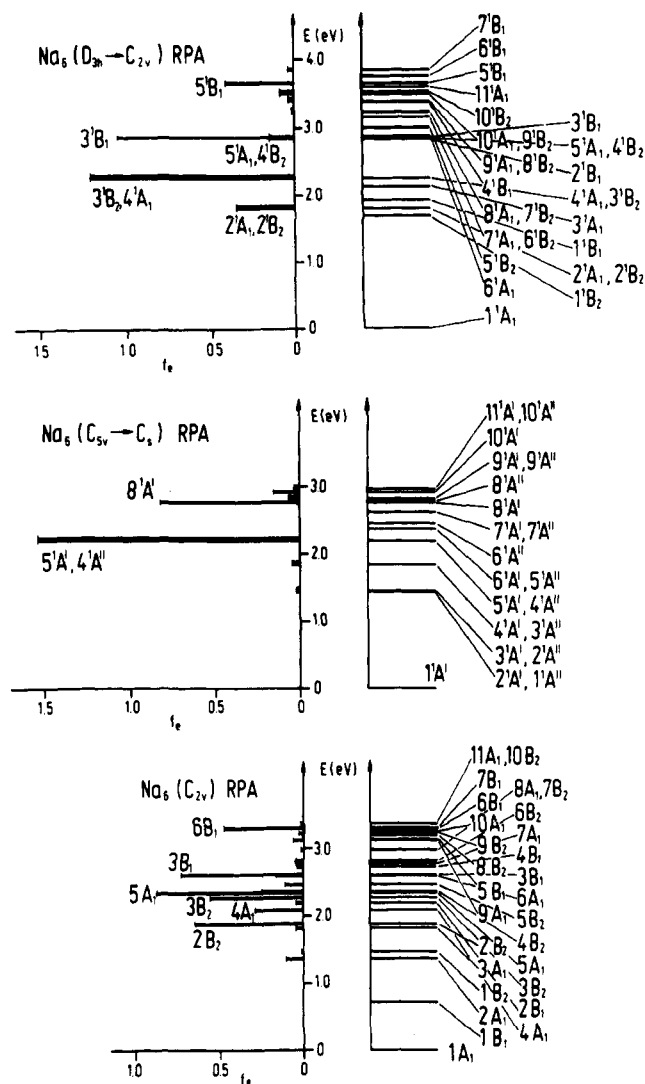 Na₆ (D₃ₕ→C₂ᵥ) RPA
E (eV)
4.0
3.0
2.0
1.0
0
5¹B₁
3¹B₁
5¹A₁, 4¹B₂
3¹B₂, 4¹A₁
2¹A₁, 2¹B₂
1.5
1.0
0.5
0
fₑ
7¹B₁
6¹B₁
5¹B₁
11¹A₁
10¹B₂
10¹A₁, 9¹B₂
9¹A₁, 8¹B₂
4¹B₁
8¹A₁, 7¹B₂
7¹A₁, 6¹B₂
5¹B₂
6¹A₁
3¹B₁
5¹A₁, 4¹B₂
2¹B₁
4¹A₁, 3¹B₂
3¹A₁
1¹B₁
2¹A₁, 2¹B₂
1¹B₂
1¹A₁
Na₆ (C₅ᵥ→Cₛ) RPA
E (eV)
3.0
2.0
1.0
0
8¹A'
5¹A', 4¹A"
1.5
1.0
0.5
0
fₑ
11¹A', 10¹A"
10¹A'
9¹A', 9¹A"
8¹A"
8¹A'
7¹A', 7¹A"
6¹A"
6¹A', 5¹A"
5¹A', 4¹A"
4¹A', 3¹A"
3¹A', 2¹A"
2¹A', 1¹A"
1¹A'
Na₆ (C₂ᵥ) RPA
E (eV)
3.0
2.0
1.0
0
6B₁
3B₁
5A₁
3B₂
4A₁
2B₂
1.0
0.5
0
fₑ
11A₁, 10B₂
7B₁
8A₁, 7B₂
6B₁
6B₂
10A₁
7A₁
9B₂
4B₁
8B₂
3B₁
5B₁
6A₁
9A₁
5B₂
4B₂
2B₂
5A₁
3A₁
3B₂
1B₂
2B₁
2A₁
4A₁
1B₁
1A₁